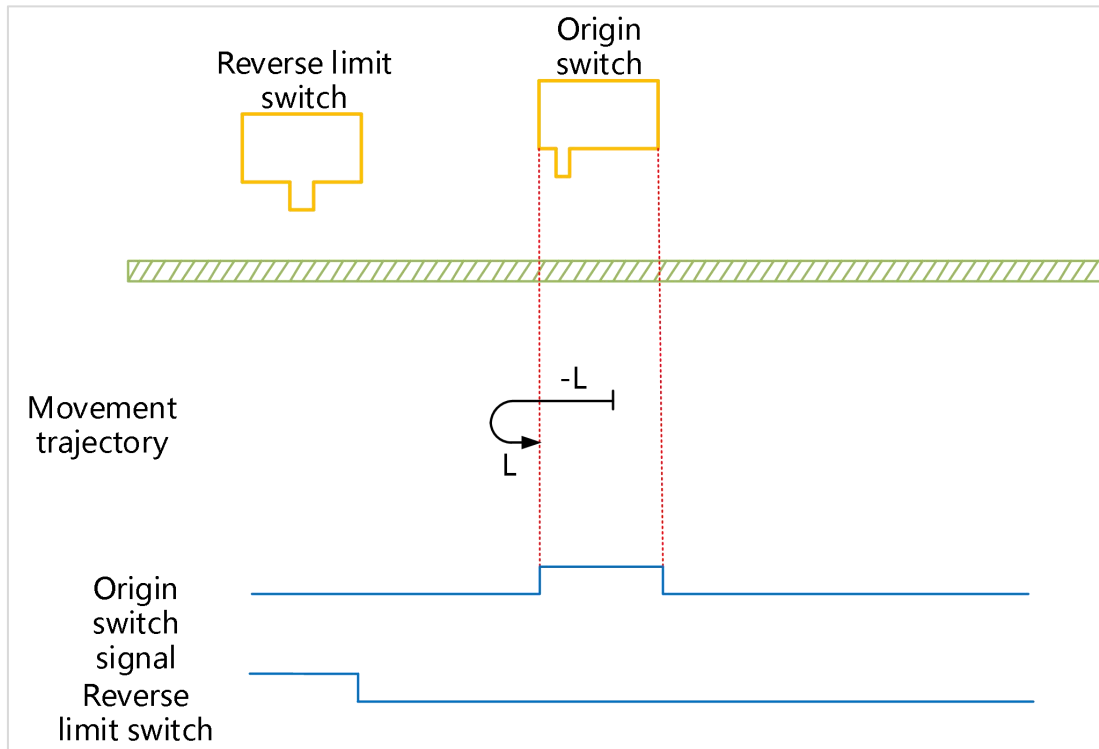 Origin
switch
Reverse limit
switch
-L
Movement
trajectory
L
Origin
switch
signal
Reverse
limit switch